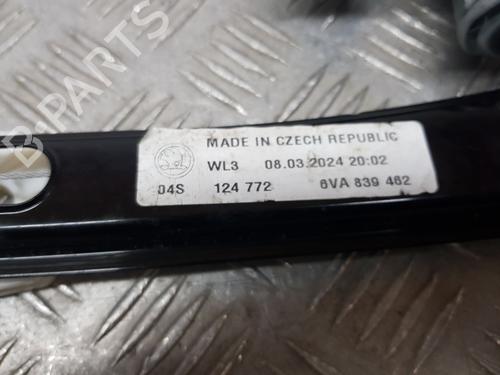 B-PARTS
MADE IN CZECH REPUBLIC
WL3 08.03.2024 20:02
04S 124 772 6VA 839 462